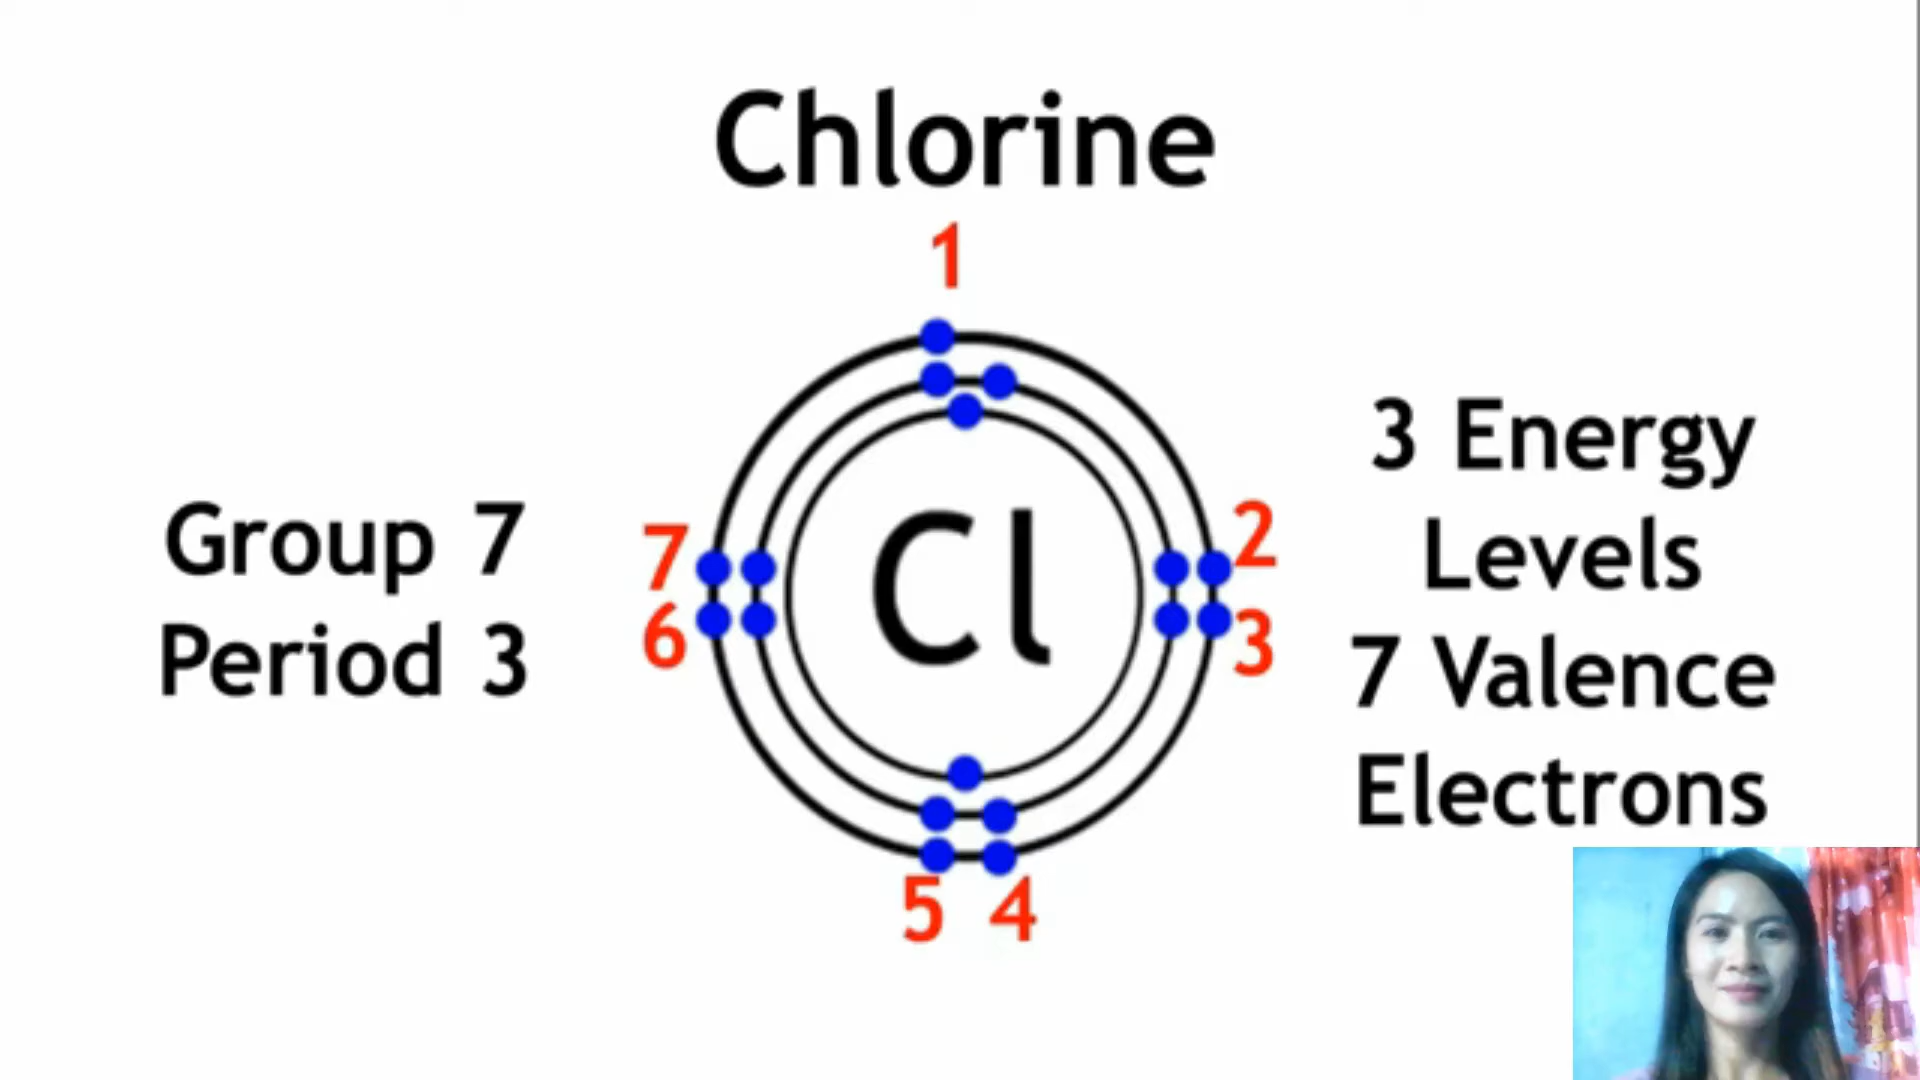 Chlorine
1
Group 7
Period 3
7
6
Cl
2
3
3 Energy
Levels
7 Valence
Electrons
5 4